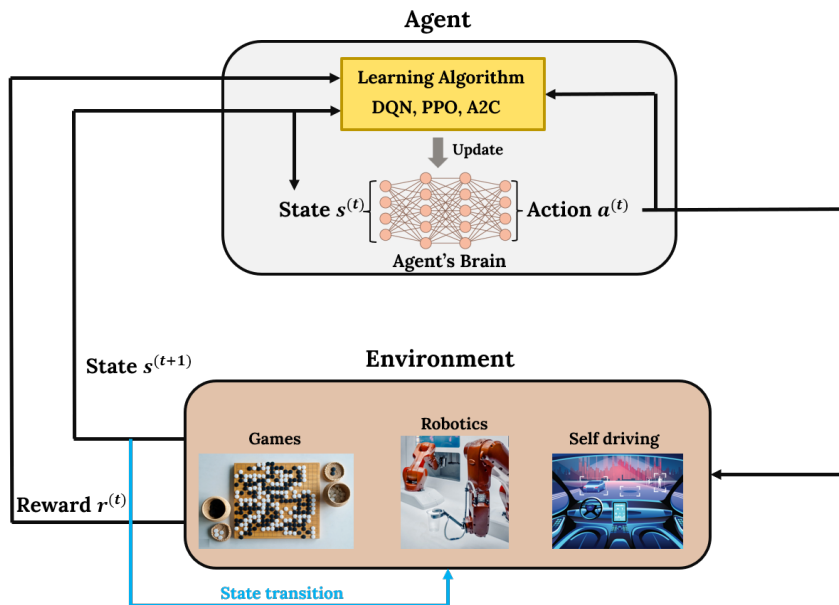 Agent
Learning Algorithm
DQN, PPO, A2C
Update
State s^(t)
Action a^(t)
Agent's Brain
State s^(t+1)
Environment
Robotics
Games
Self driving
Reward r^(t)
State transition